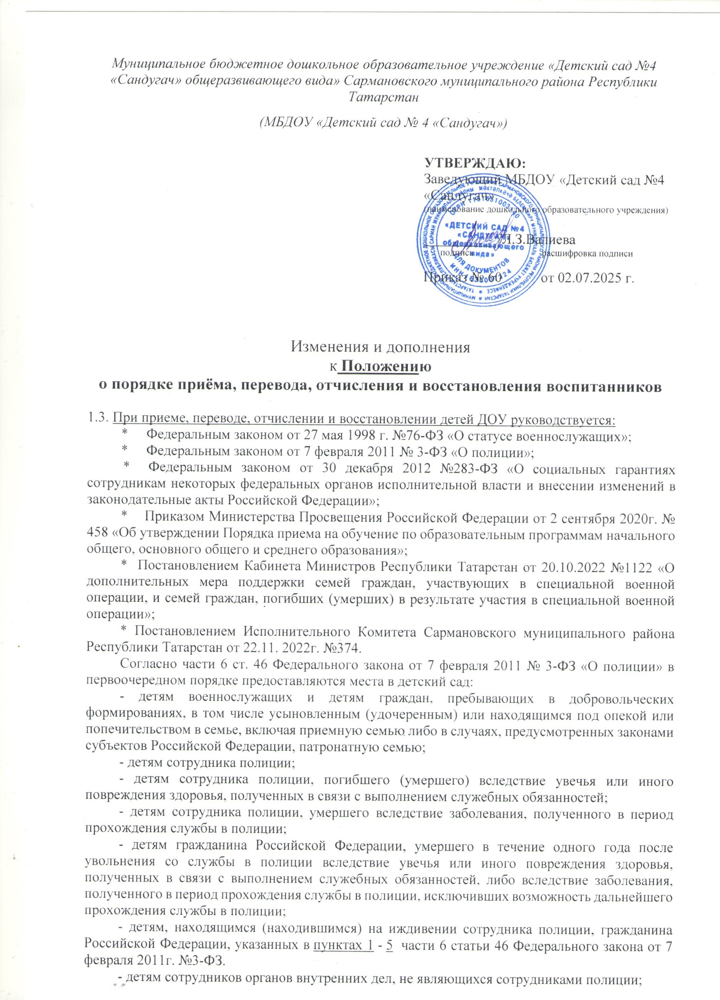 Муниципальное бюджетное дошкольное образовательное учреждение «Детский сад №4
«Сандугач» общеразвивающего вида» Сармановского муниципального района Республики
Татарстан
(МБДОУ «Детский сад № 4 «Сандугач»)
УТВЕРЖДАЮ:
Заведующий МБДОУ «Детский сад №4
«Сандугач»
(наименование дошкольного образовательного учреждения)
Л.З.Валиева
подпись расшифровка подписи
Приказ № 60 от 02.07.2025 г.
«ДЕТСКИЙ САД №4
«САНДУГАЧ»
общеразвивающего
вида»
ДЛЯ ДОКУМЕНТОВ
Изменения и дополнения
к Положению
о порядке приёма, перевода, отчисления и восстановления воспитанников
1.3. При приеме, переводе, отчислении и восстановлении детей ДОУ руководствуется:
* Федеральным законом от 27 мая 1998 г. №76-ФЗ «О статусе военнослужащих»;
* Федеральным законом от 7 февраля 2011 № 3-ФЗ «О полиции»;
* Федеральным законом от 30 декабря 2012 №283-ФЗ «О социальных гарантиях
сотрудникам некоторых федеральных органов исполнительной власти и внесении изменений в
законодательные акты Российской Федерации»;
* Приказом Министерства Просвещения Российской Федерации от 2 сентября 2020г. №
458 «Об утверждении Порядка приема на обучение по образовательным программам начального
общего, основного общего и среднего образования»;
* Постановлением Кабинета Министров Республики Татарстан от 20.10.2022 №1122 «О
дополнительных мера поддержки семей граждан, участвующих в специальной военной
операции, и семей граждан, погибших (умерших) в результате участия в специальной военной
операции»;
* Постановлением Исполнительного Комитета Сармановского муниципального района
Республики Татарстан от 22.11. 2022г. №374.
Согласно части 6 ст. 46 Федерального закона от 7 февраля 2011 № 3-ФЗ «О полиции» в
первоочередном порядке предоставляются места в детский сад:
- детям военнослужащих и детям граждан, пребывающих в добровольческих
формированиях, в том числе усыновленным (удочеренным) или находящимся под опекой или
попечительством в семье, включая приемную семью либо в случаях, предусмотренных законами
субъектов Российской Федерации, патронатную семью;
- детям сотрудника полиции;
- детям сотрудника полиции, погибшего (умершего) вследствие увечья или иного
повреждения здоровья, полученных в связи с выполнением служебных обязанностей;
- детям сотрудника полиции, умершего вследствие заболевания, полученного в период
прохождения службы в полиции;
- детям гражданина Российской Федерации, умершего в течение одного года после
увольнения со службы в полиции вследствие увечья или иного повреждения здоровья,
полученных в связи с выполнением служебных обязанностей, либо вследствие заболевания,
полученного в период прохождения службы в полиции, исключивших возможность дальнейшего
прохождения службы в полиции;
- детям, находящимся (находившимся) на иждивении сотрудника полиции, гражданина
Российской Федерации, указанных в пунктах 1 - 5 части 6 статьи 46 Федерального закона от 7
февраля 2011г. №3-ФЗ.
- детям сотрудников органов внутренних дел, не являющихся сотрудниками полиции;